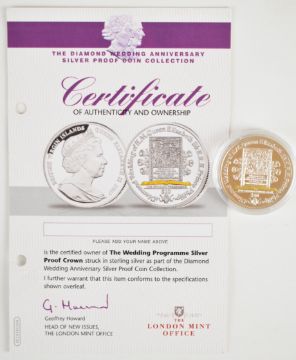 THE DIAMOND WEDDING ANNIVERSARY
SILVER PROOF COIN COLLECTION
Certificate
OF AUTHENTICITY AND OWNERSHIP
PLEASE ADD YOUR NAME ABOVE
is the certified owner of The Wedding Programme Silver
Proof Crown struck in sterling silver as part of the Diamond
Wedding Anniversary Silver Proof Coin Collection.
I further warrant that this item conforms to the specifications
shown overleaf.
G. Howard
Geoffrey Howard
HEAD OF NEW ISSUES,
THE LONDON MINT OFFICE
THE
LONDON MINT
OFFICE